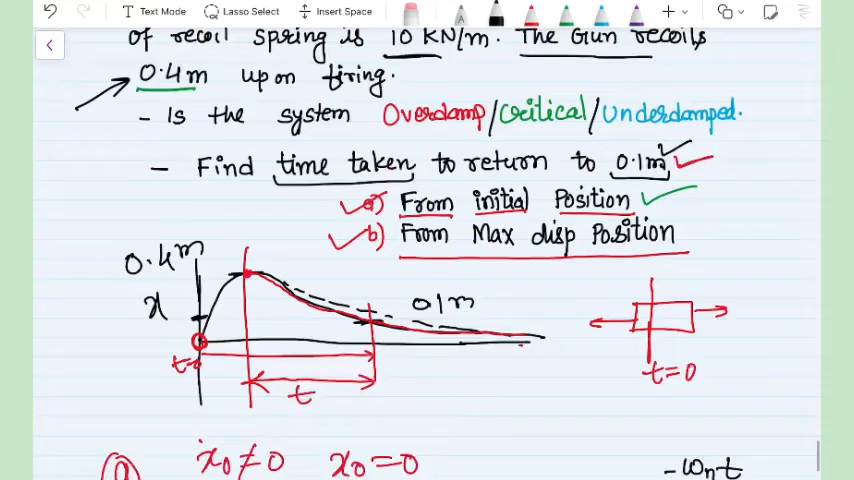 Text Mode Lasso Select Insert Space
of recoil spring is 10 KN/m. The Gun recoils
0.4m upon firing.
- Is the system Overdamp/Critical/Underdamped.
- Find time taken to return to 0.1m
a) From initial Position
b) From Max disp Position
0.4m
x
0.1m
t=0
t
t=0
a ẋ0≠0 x0=0
-ωnt